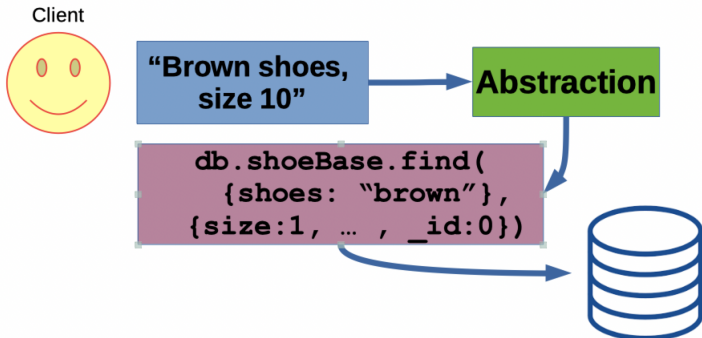 Client
“Brown shoes,
size 10”
Abstraction
db.shoeBase.find(
{shoes: “brown”},
{size:1, … , _id:0})